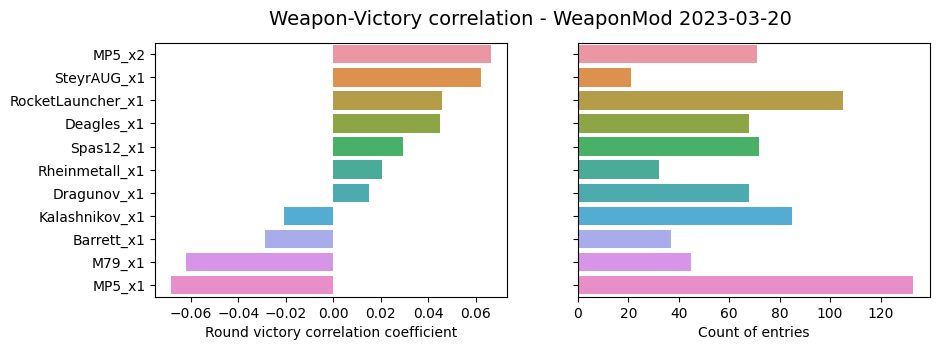 Weapon-Victory correlation - WeaponMod 2023-03-20
MP5_x2
SteyrAUG_x1
RocketLauncher_x1
Deagles_x1
Spas12_x1
Rheinmetall_x1
Dragunov_x1
Kalashnikov_x1
Barrett_x1
M79_x1
MP5_x1
−0.06 −0.04 −0.02 0.00 0.02 0.04 0.06
Round victory correlation coefficient
0 20 40 60 80 100 120
Count of entries